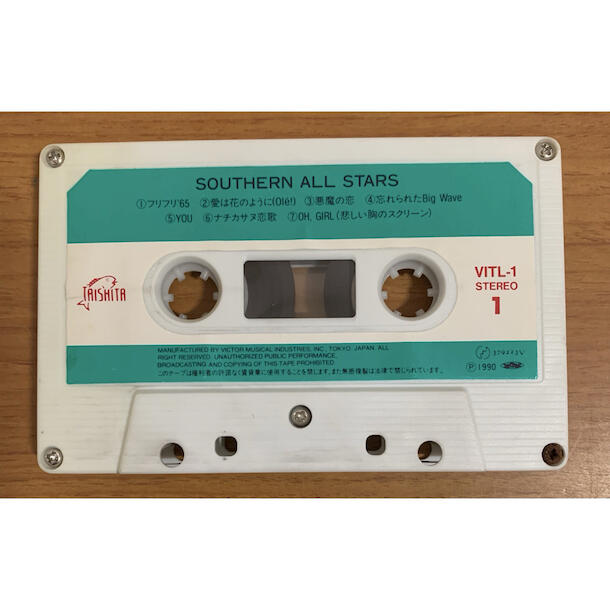 SOUTHERN ALL STARS
①フリフリ'65 ②愛は花のように(Olé!) ③悪魔の恋 ④忘れられたBig Wave
⑤YOU ⑥ナチカサヌ恋歌 ⑦OH, GIRL(悲しい胸のスクリーン)
TAISHITA
VITL-1
STEREO
1
MANUFACTURED BY VICTOR MUSICAL INDUSTRIES, INC. TOKYO. JAPAN. ALL
RIGHT RESERVED. UNAUTHORIZED PUBLIC PERFORMANCE,
BROADCASTING AND COPYING OF THIS TAPE PROHIBITED.
このテープは権利者の許諾なく賃貸業に使用することを禁じます。また無断複製は法律で禁じられています。
Ⓟ1990